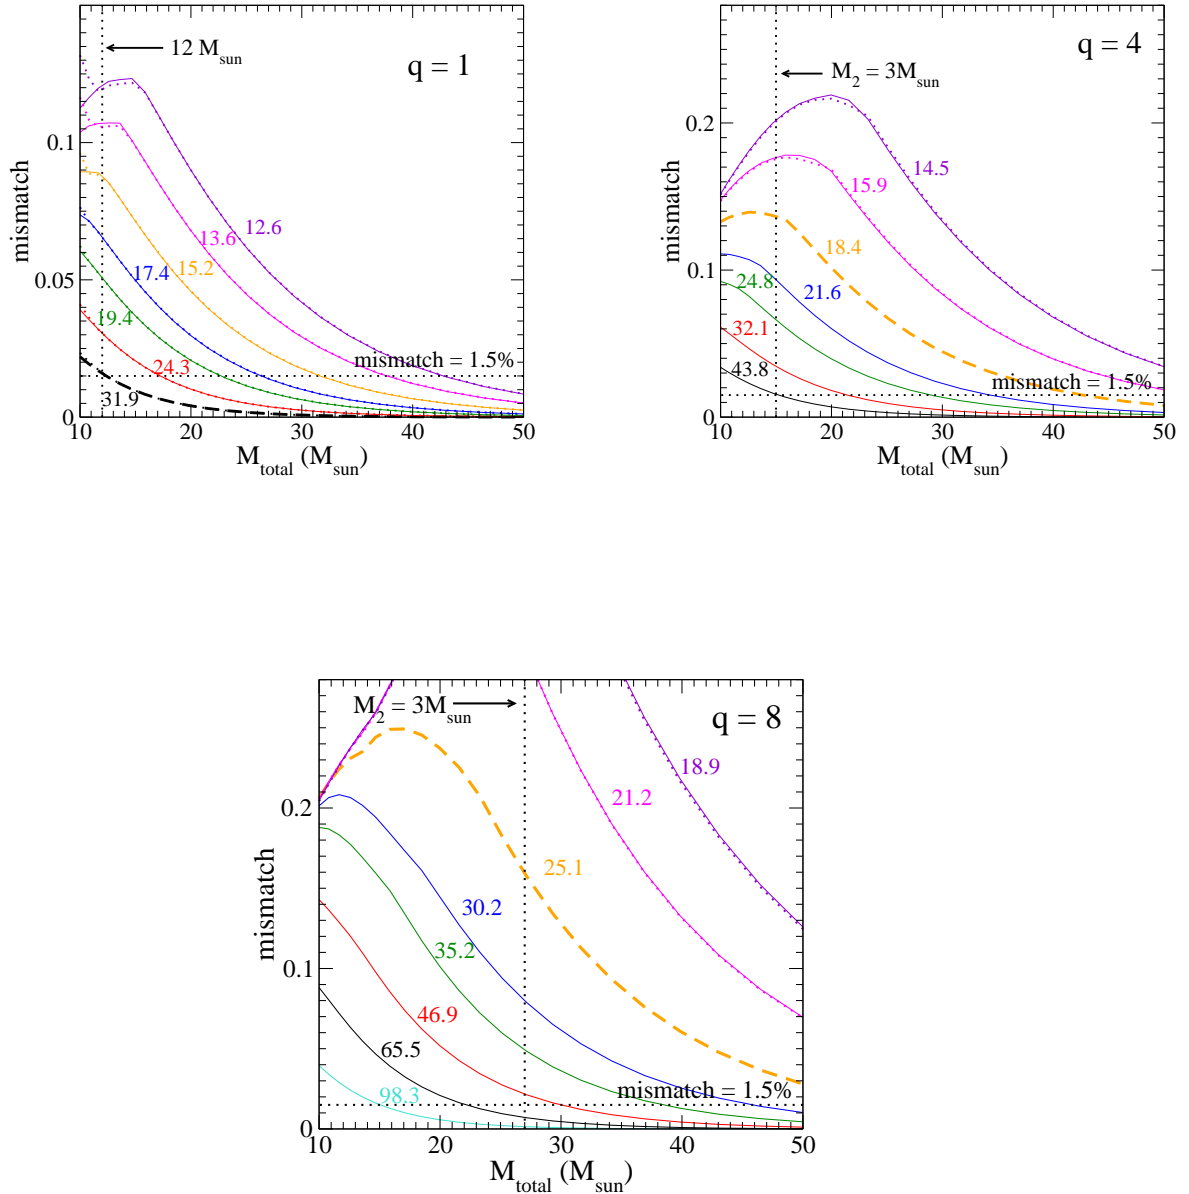 12 M_sun
q = 1
0.1
mismatch
12.6
13.6
15.2
17.4
0.05
19.4
24.3
mismatch = 1.5%
31.9
0
10 20 30 40 50
M_total (M_sun)
q = 4
M_2 = 3M_sun
0.2
14.5
15.9
mismatch
18.4
0.1
24.8
21.6
32.1
43.8
mismatch = 1.5%
0
10 20 30 40 50
M_total (M_sun)
M_2 = 3M_sun
q = 8
18.9
21.2
0.2
25.1
mismatch
30.2
35.2
0.1
46.9
65.5
98.3
mismatch = 1.5%
0
10 20 30 40 50
M_total (M_sun)